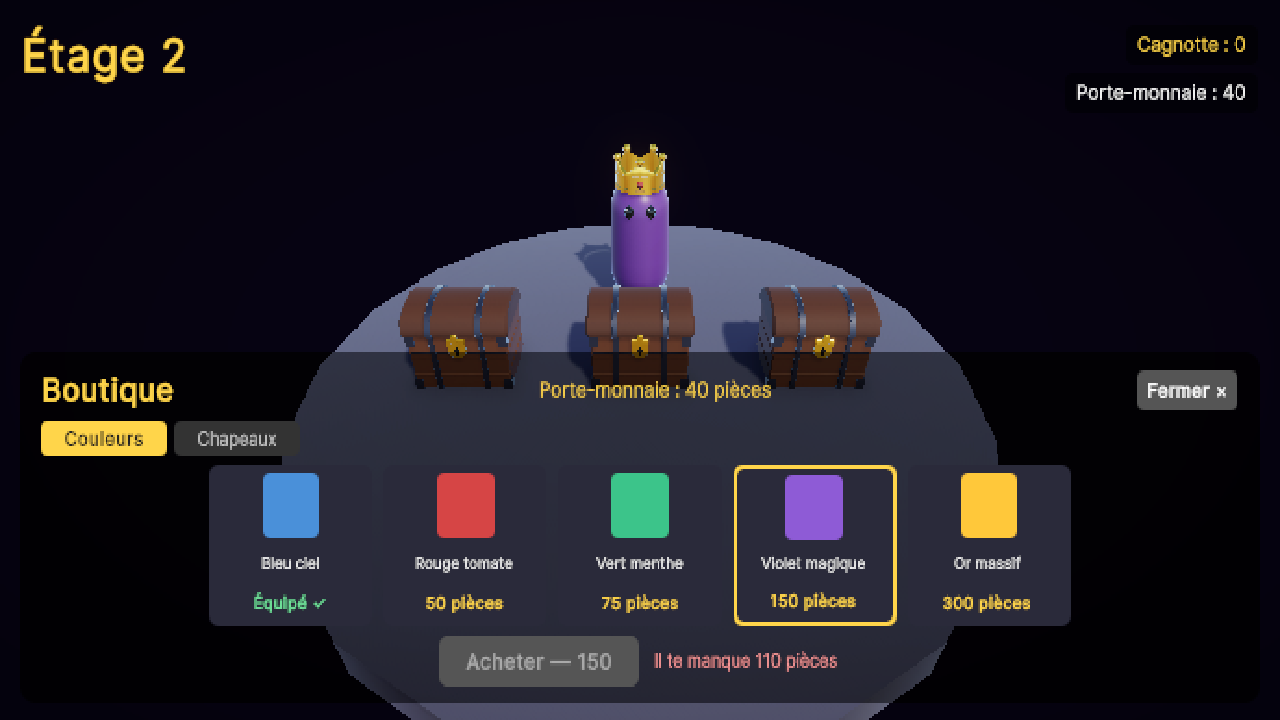 Étage 2
Cagnotte : 0
Porte-monnaie : 40
Boutique
Porte-monnaie : 40 pièces
Fermer ×
Couleurs
Chapeaux
Bleu ciel
Rouge tomate
Vert menthe
Violet magique
Or massif
Équipé ✓
50 pièces
75 pièces
150 pièces
300 pièces
Acheter — 150
Il te manque 110 pièces